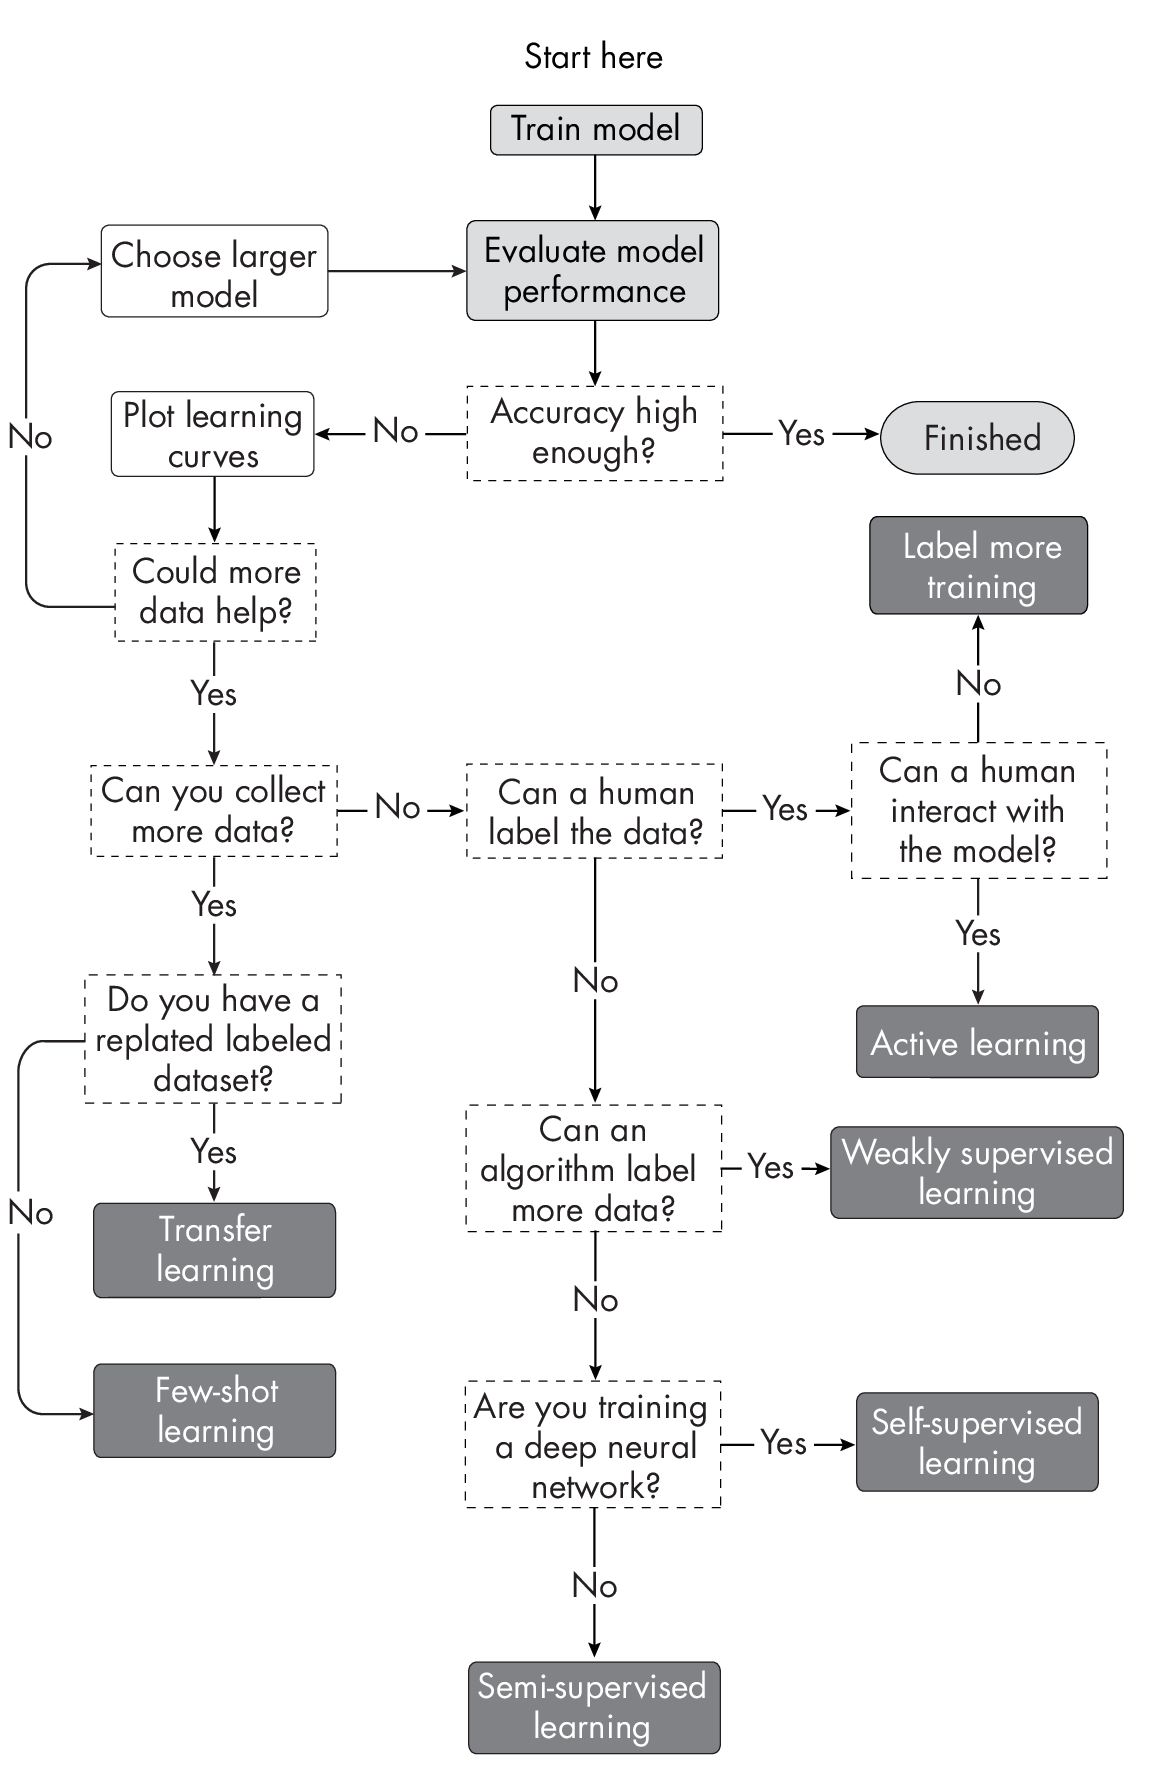 Start here
Train model
Choose larger
model
Evaluate model
performance
No
Plot learning
curves
No
Accuracy high
enough?
Yes
Finished
Could more
data help?
Label more
training
Yes
No
Can you collect
more data?
No
Can a human
label the data?
Yes
Can a human
interact with
the model?
Yes
Yes
Do you have a
replated labeled
dataset?
No
Active learning
Yes
No
Can an
algorithm label
more data?
Yes
Weakly supervised
learning
Transfer
learning
No
Few-shot
learning
Are you training
a deep neural
network?
Yes
Self-supervised
learning
No
Semi-supervised
learning